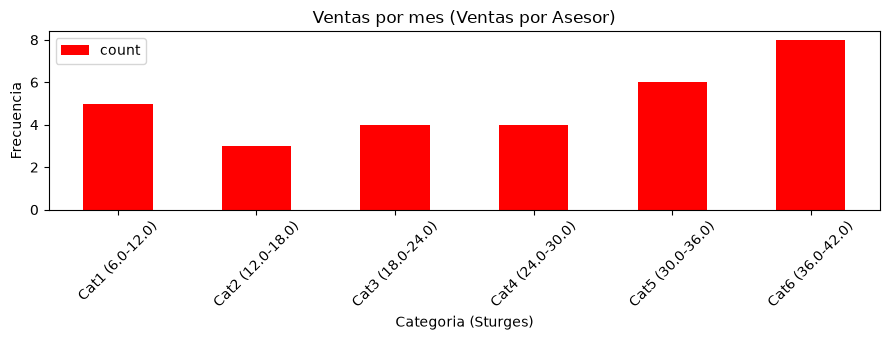 Ventas por mes (Ventas por Asesor)
count
Frecuencia
8
6
4
2
0
Cat1 (6.0-12.0)
Cat2 (12.0-18.0)
Cat3 (18.0-24.0)
Cat4 (24.0-30.0)
Cat5 (30.0-36.0)
Cat6 (36.0-42.0)
Categoria (Sturges)